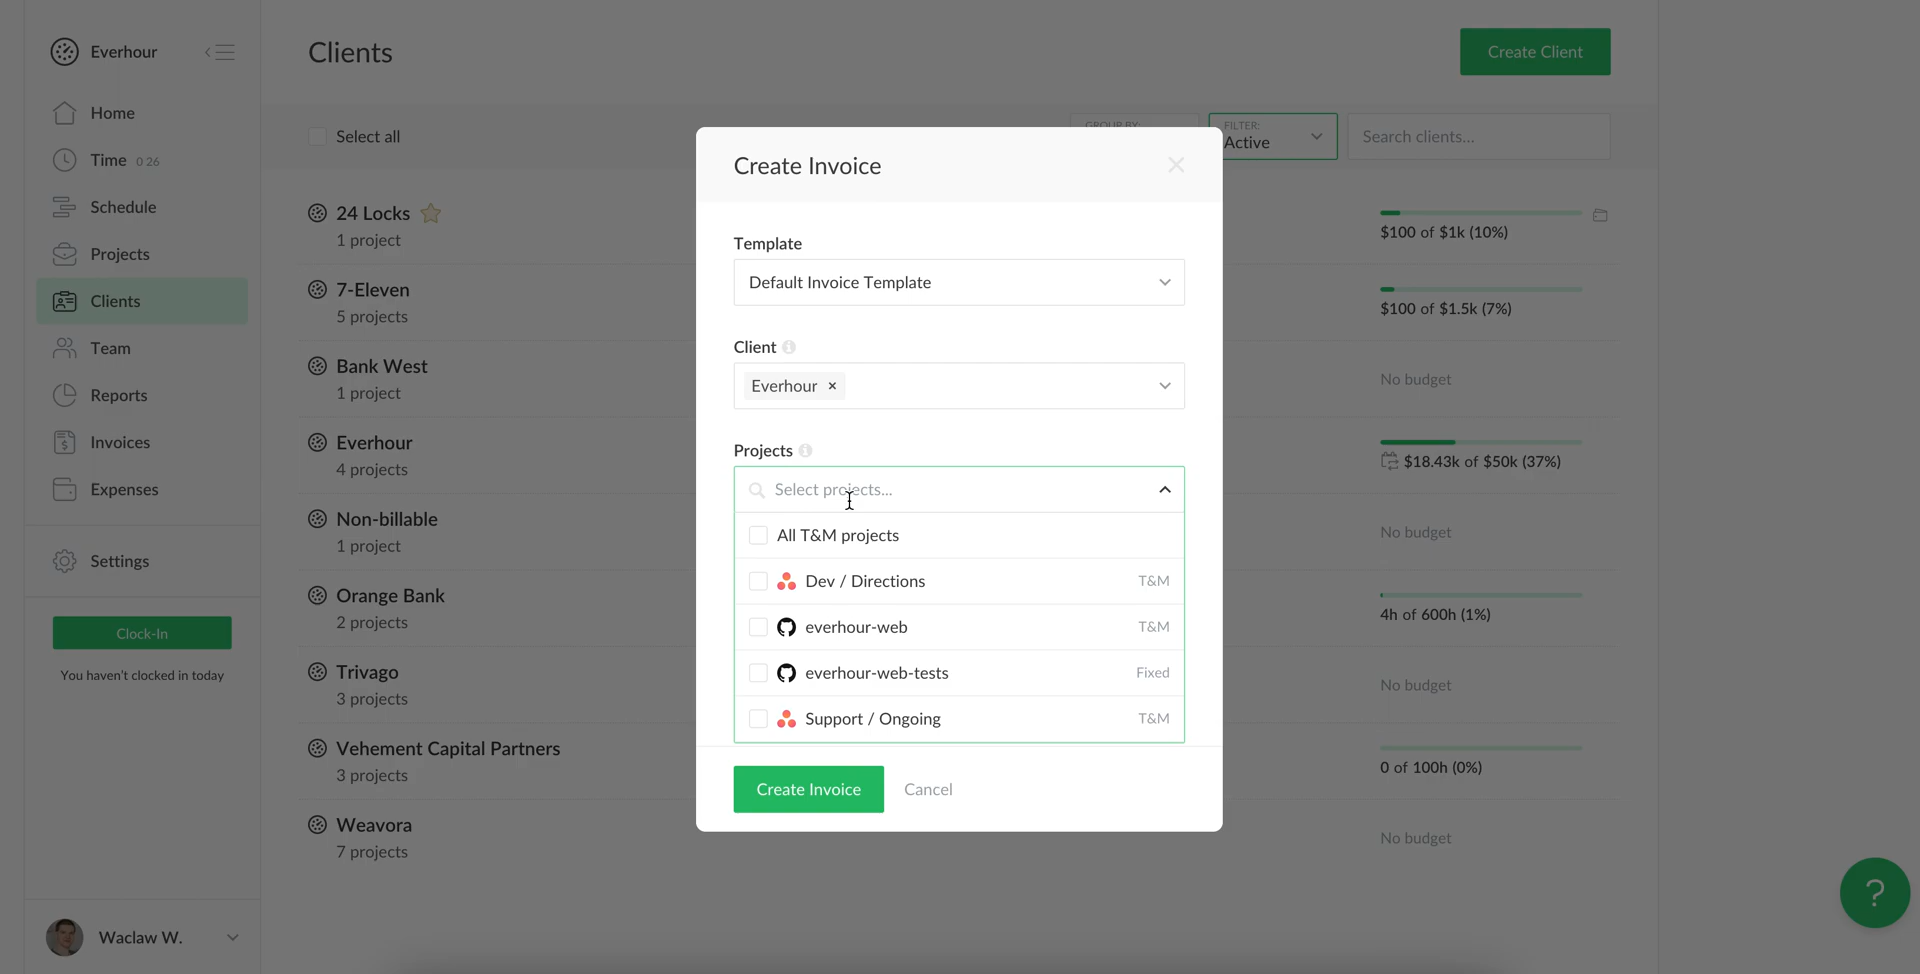 Everhour
Home
Time 0 26
Schedule
Projects
Clients
Team
Reports
Invoices
Expenses
Settings
Clock-In
You haven't clocked in today
Waclaw W.
Clients
Create Client
Select all
GROUP BY:
FILTER:
Active
Search clients...
24 Locks
1 project
$100 of $1k (10%)
7-Eleven
5 projects
$100 of $1.5k (7%)
Bank West
1 project
No budget
Everhour
4 projects
$18.43k of $50k (37%)
Non-billable
1 project
No budget
Orange Bank
2 projects
4h of 600h (1%)
Trivago
3 projects
No budget
Vehement Capital Partners
3 projects
0 of 100h (0%)
Weavora
7 projects
No budget
Create Invoice
Template
Default Invoice Template
Client
Everhour ×
Projects
Select projects...
All T&M projects
Dev / Directions T&M
everhour-web T&M
everhour-web-tests Fixed
Support / Ongoing T&M
Create Invoice
Cancel
?